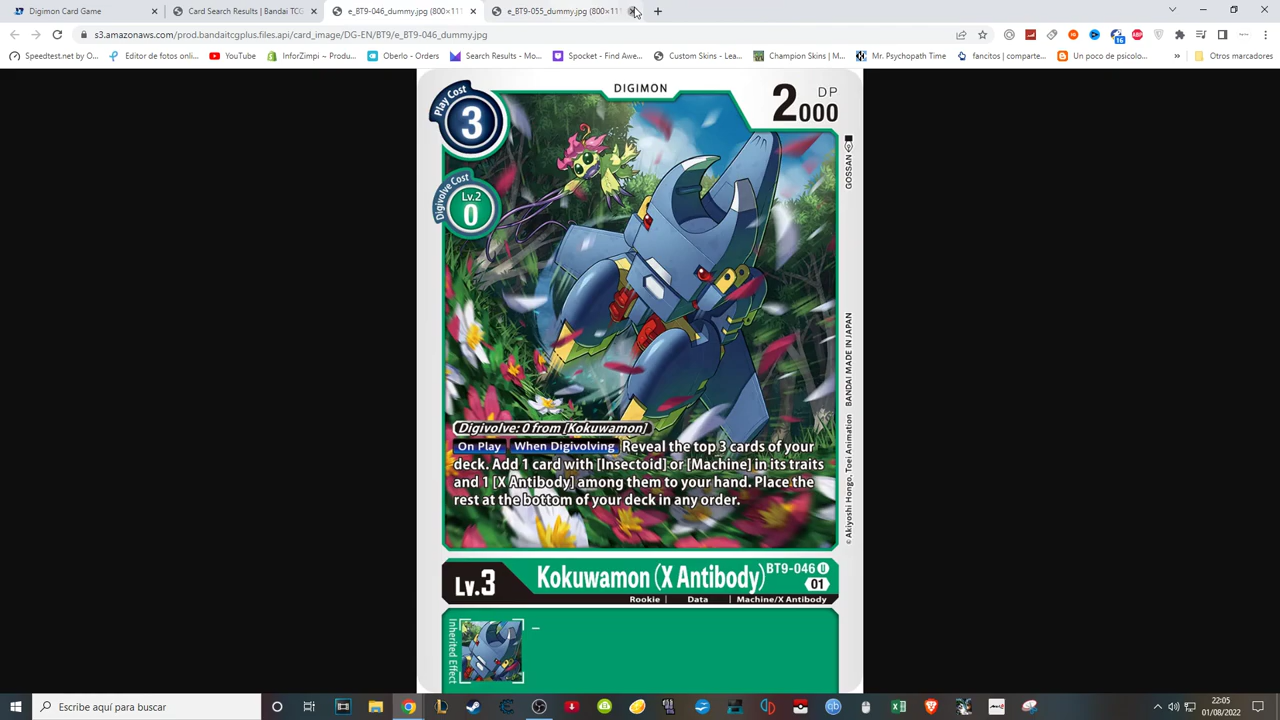 Digimon Card Game
Card Search Results | Bandai TCG
e_BT9-046_dummy.jpg (800×111
e_BT9-055_dummy.jpg (800×111
s3.amazonaws.com/prod.bandaitcgplus.files.api/card_image/DG-EN/BT9/e_BT9-046_dummy.jpg
Speedtest.net by Oo...
Editor de fotos onli...
YouTube
InforZimpi – Produ...
Oberlo - Orders
Search Results - Mo...
Spocket - Find Awe...
Custom Skins - Lea...
Champion Skins | M...
Mr. Psychopath Time
fancitos | comparte...
Un poco de psicolo...
»
Otros marcadores
DIGIMON
Play Cost
3
2000
DP
Digivolve Cost
Lv.2
0
GOSSAN
Digivolve: 0 from [Kokuwamon]
On Play When Digivolving Reveal the top 3 cards of your
deck. Add 1 card with [Insectoid] or [Machine] in its traits
and 1 [X Antibody] among them to your hand. Place the
rest at the bottom of your deck in any order.
©Akiyoshi Hongo, Toei Animation BANDAI MADE IN JAPAN
Lv.3
Kokuwamon (X Antibody)
BT9-046 U
01
Rookie | Data | Machine/X Antibody
Inherited Effect
–
Escribe aquí para buscar
22:05
01/08/2022